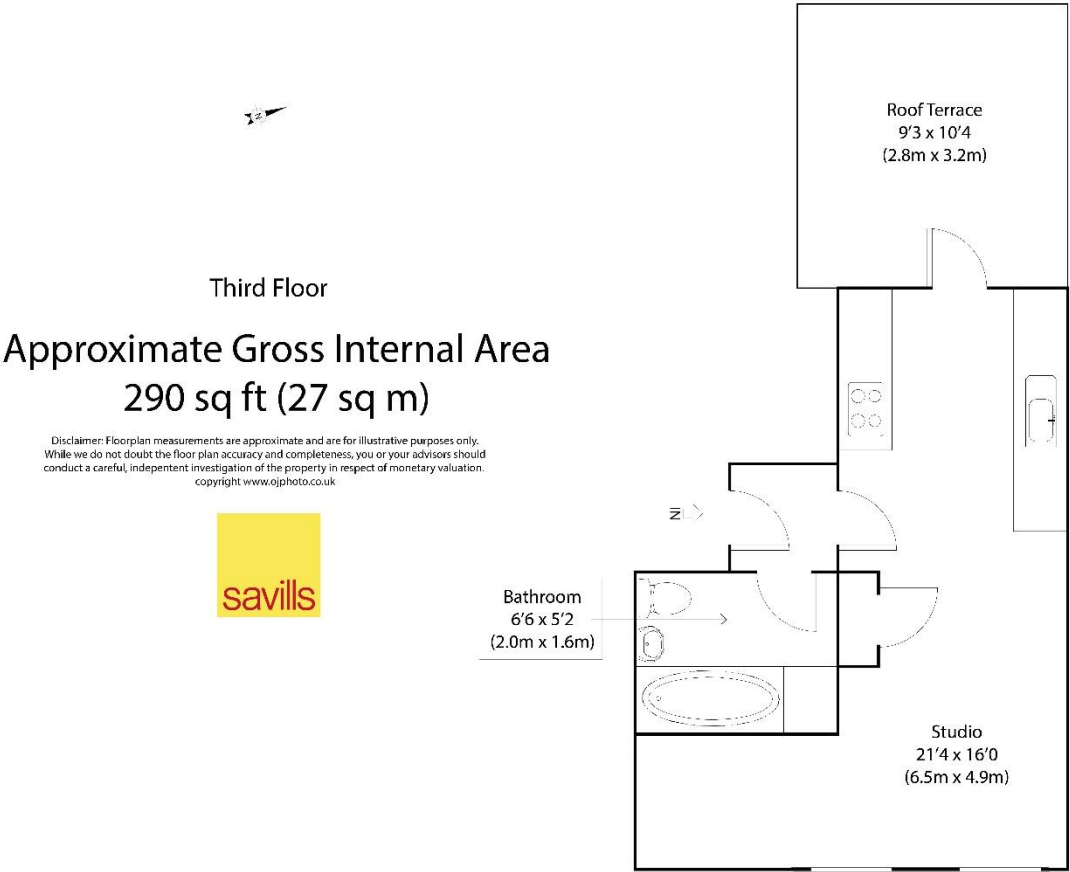 N
Roof Terrace
9'3 x 10'4
(2.8m x 3.2m)
Third Floor
Approximate Gross Internal Area
290 sq ft (27 sq m)
Disclaimer: Floorplan measurements are approximate and are for illustrative purposes only.
While we do not doubt the floor plan accuracy and completeness, you or your advisors should
conduct a careful, indepentent investigation of the property in respect of monetary valuation.
copyright www.ojphoto.co.uk
IN
savills
Bathroom
6'6 x 5'2
(2.0m x 1.6m)
Studio
21'4 x 16'0
(6.5m x 4.9m)